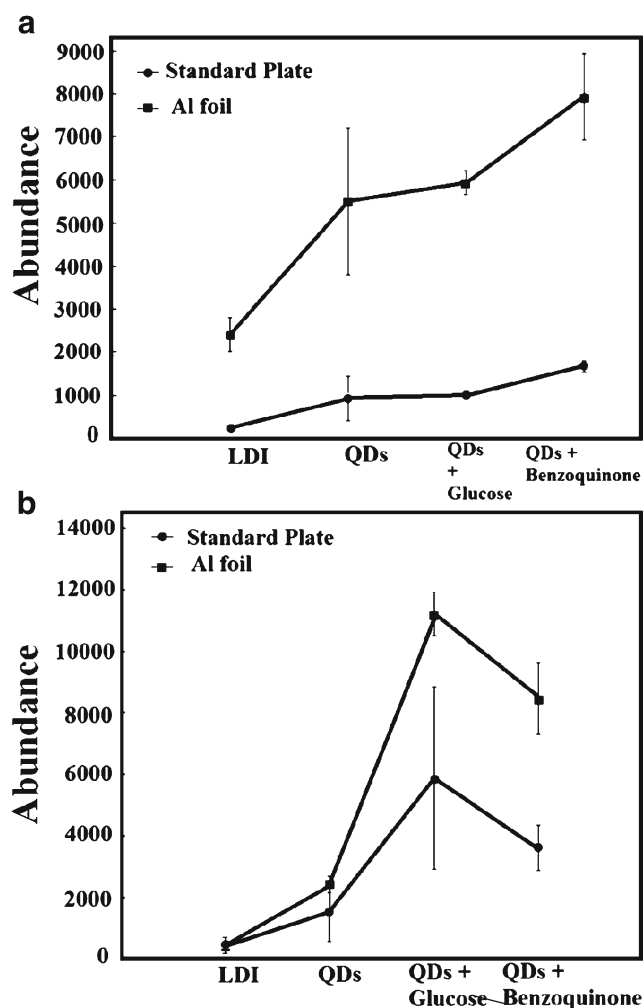 a
9000
8000
7000
6000
5000
4000
3000
2000
1000
0
Abundance
Standard Plate
Al foil
LDI
QDs
QDs
+
Glucose
QDs +
Benzoquinone
b
14000
12000
10000
8000
6000
4000
2000
0
Abundance
Standard Plate
Al foil
LDI
QDs
QDs +
Glucose
QDs +
Benzoquinone